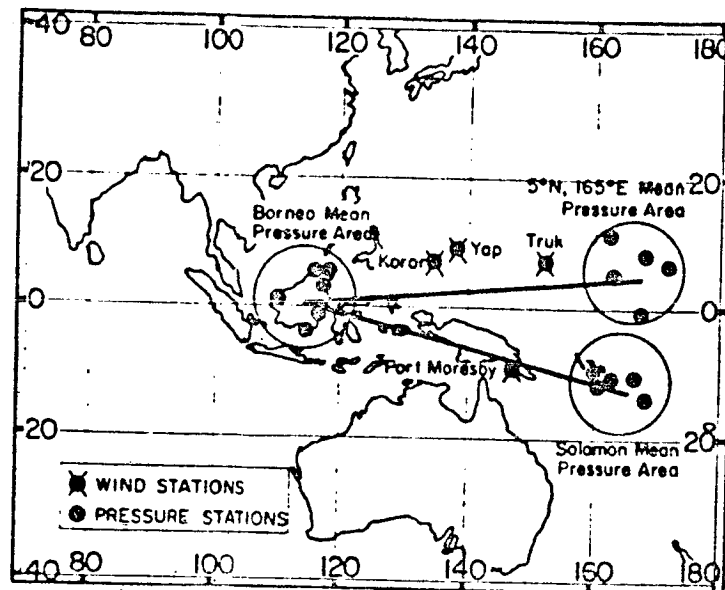 40 80 100 120 140 160 180
20 20
5°N, 165°E Mean
Pressure Area
Borneo Mean
Pressure Area
Koror Yap Truk
0 0
Port Moresby
20 20
Solomon Mean
Pressure Area
WIND STATIONS
PRESSURE STATIONS
40 80 100 120 140 160 180